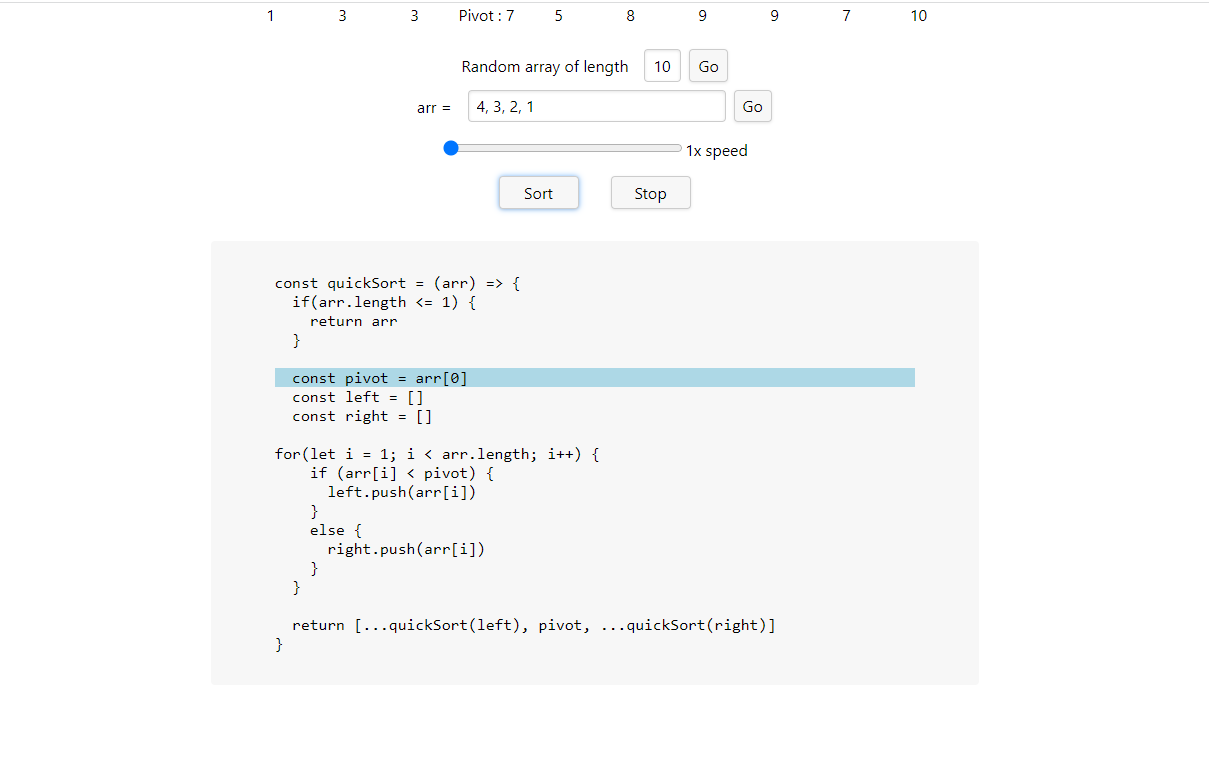 1 3 3 Pivot : 7 5 8 9 9 7 10
Random array of length 10 Go
arr = 4, 3, 2, 1 Go
1x speed
Sort Stop
const quickSort = (arr) => {
  if(arr.length <= 1) {
    return arr
  }
  const pivot = arr[0]
  const left = []
  const right = []
for(let i = 1; i < arr.length; i++) {
    if (arr[i] < pivot) {
      left.push(arr[i])
    }
    else {
      right.push(arr[i])
    }
  }
  return [...quickSort(left), pivot, ...quickSort(right)]
}